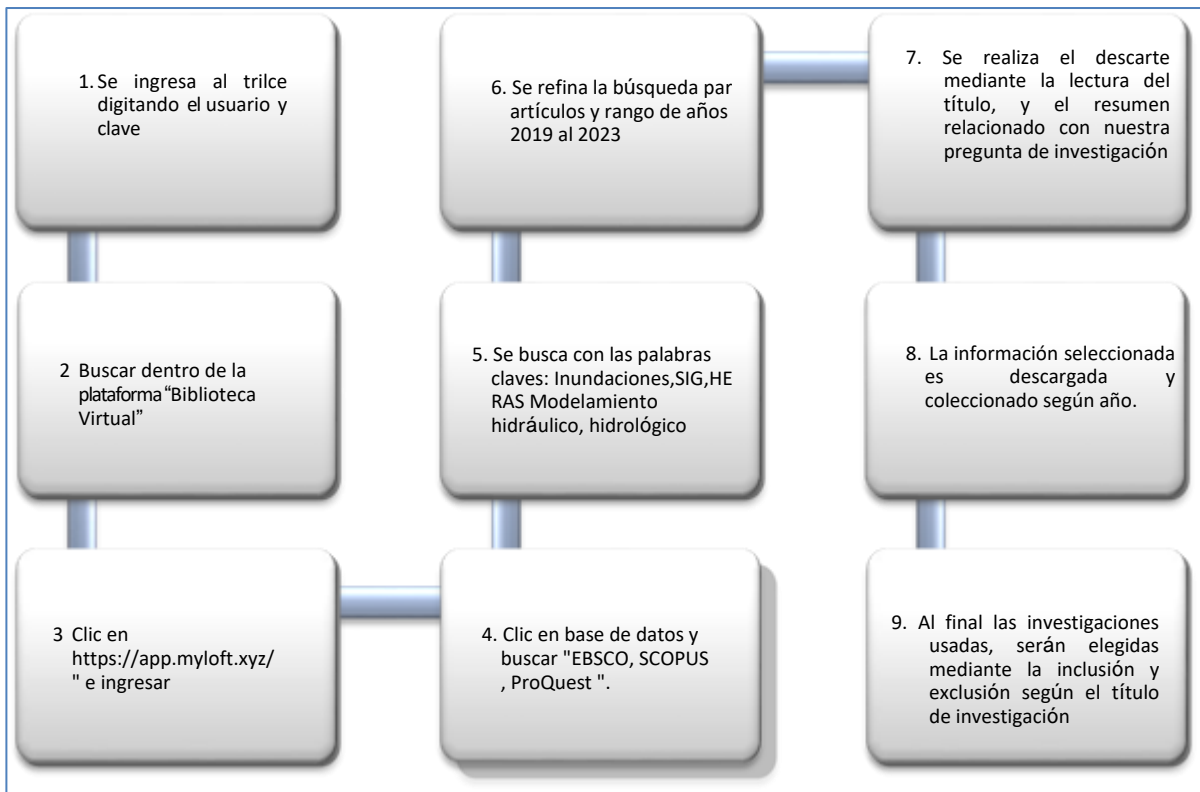 1. Se ingresa al trilce
digitando el usuario y
clave
2 Buscar dentro de la
plataforma "Biblioteca
Virtual"
3 Clic en
https://app.myloft.xyz/
" e ingresar
4. Clic en base de datos y
buscar "EBSCO, SCOPUS
, ProQuest ".
5. Se busca con las palabras
claves: Inundaciones,SIG,HE
RAS Modelamiento
hidráulico, hidrológico
6. Se refina la búsqueda par
artículos y rango de años
2019 al 2023
7. Se realiza el descarte
mediante la lectura del
título, y el resumen
relacionado con nuestra
pregunta de investigación
8. La información seleccionada
es descargada y
coleccionado según año.
9. Al final las investigaciones
usadas, serán elegidas
mediante la inclusión y
exclusión según el título
de investigación